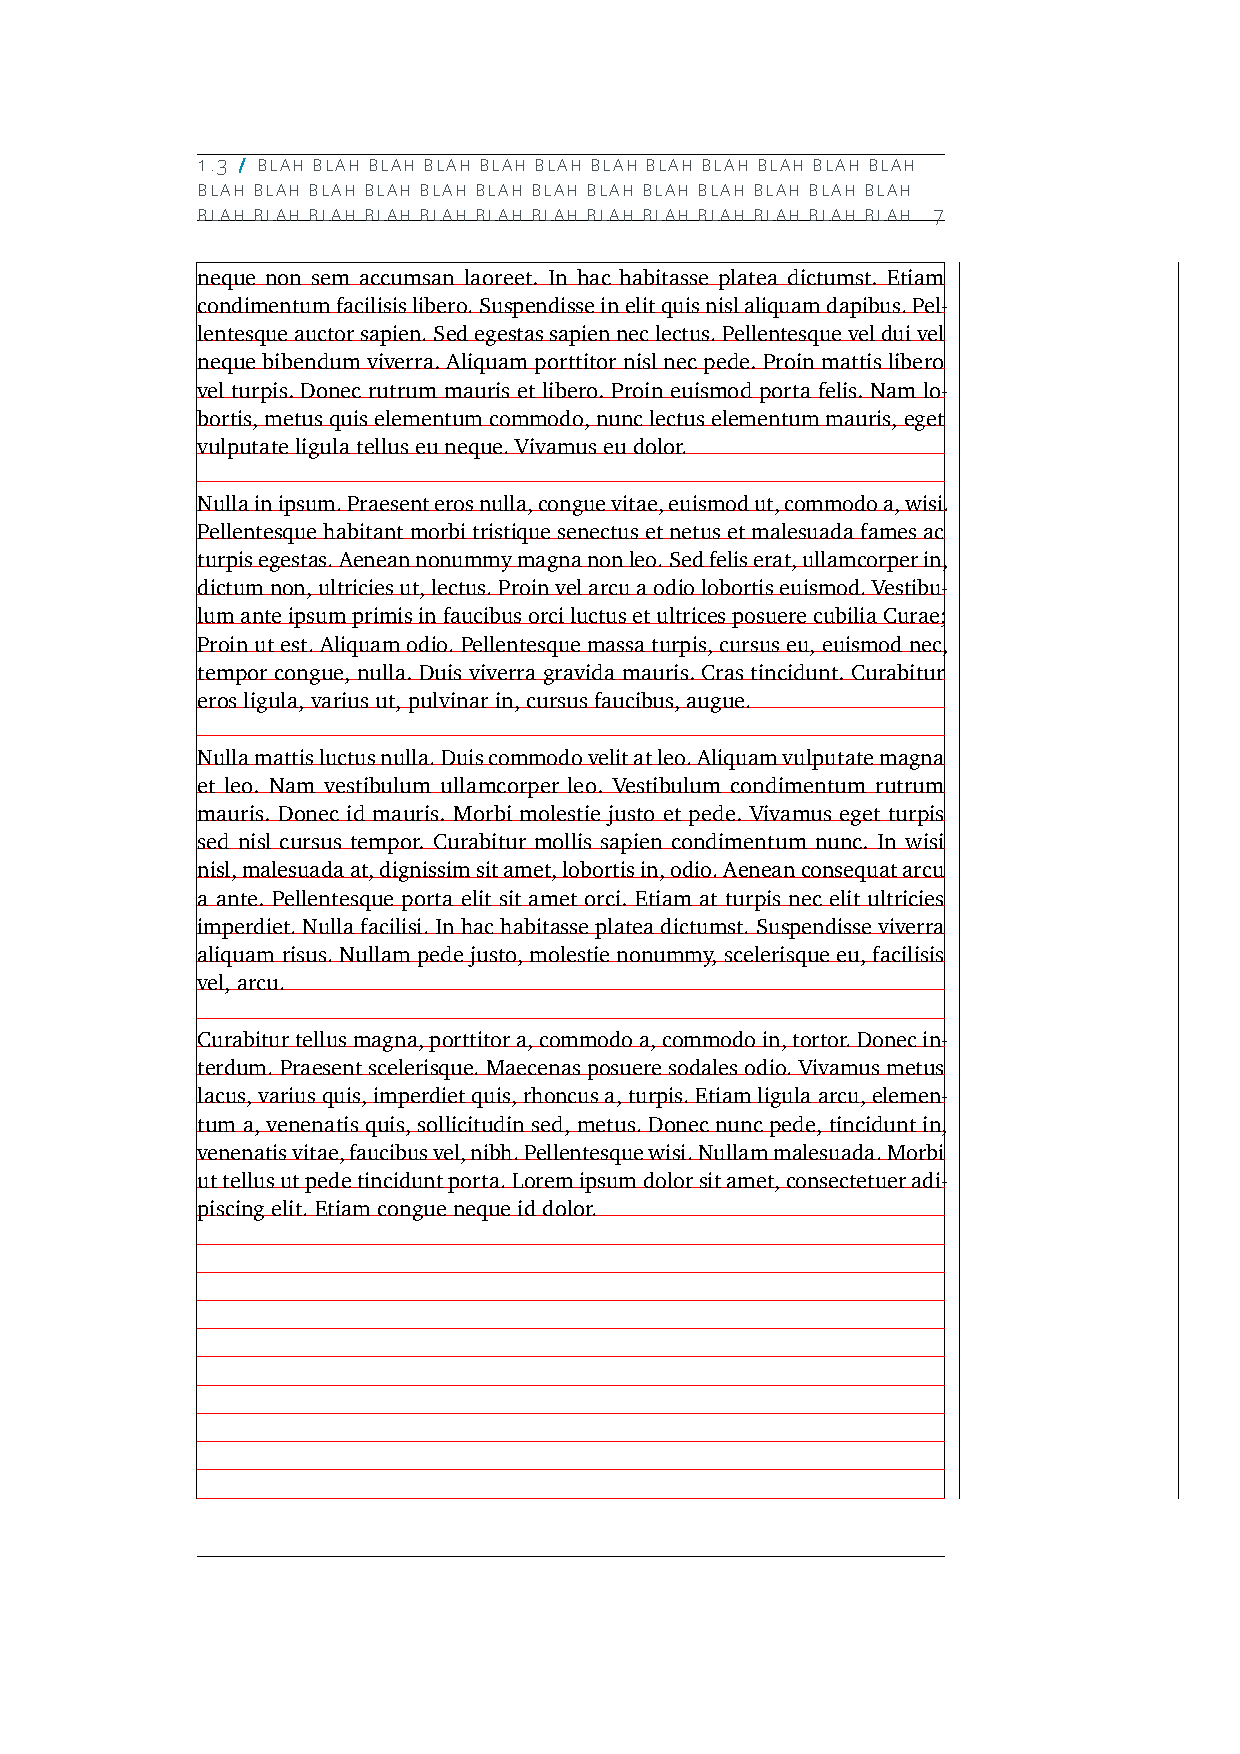 1.3 / BLAH BLAH BLAH BLAH BLAH BLAH BLAH BLAH BLAH BLAH BLAH BLAH
BLAH BLAH BLAH BLAH BLAH BLAH BLAH BLAH BLAH BLAH BLAH BLAH BLAH
BLAH BLAH BLAH BLAH BLAH BLAH BLAH BLAH BLAH BLAH BLAH BLAH BLAH 7
neque non sem accumsan laoreet. In hac habitasse platea dictumst. Etiam
condimentum facilisis libero. Suspendisse in elit quis nisl aliquam dapibus. Pel-
lentesque auctor sapien. Sed egestas sapien nec lectus. Pellentesque vel dui vel
neque bibendum viverra. Aliquam porttitor nisl nec pede. Proin mattis libero
vel turpis. Donec rutrum mauris et libero. Proin euismod porta felis. Nam lo-
bortis, metus quis elementum commodo, nunc lectus elementum mauris, eget
vulputate ligula tellus eu neque. Vivamus eu dolor.
Nulla in ipsum. Praesent eros nulla, congue vitae, euismod ut, commodo a, wisi.
Pellentesque habitant morbi tristique senectus et netus et malesuada fames ac
turpis egestas. Aenean nonummy magna non leo. Sed felis erat, ullamcorper in,
dictum non, ultricies ut, lectus. Proin vel arcu a odio lobortis euismod. Vestibu-
lum ante ipsum primis in faucibus orci luctus et ultrices posuere cubilia Curae;
Proin ut est. Aliquam odio. Pellentesque massa turpis, cursus eu, euismod nec,
tempor congue, nulla. Duis viverra gravida mauris. Cras tincidunt. Curabitur
eros ligula, varius ut, pulvinar in, cursus faucibus, augue.
Nulla mattis luctus nulla. Duis commodo velit at leo. Aliquam vulputate magna
et leo. Nam vestibulum ullamcorper leo. Vestibulum condimentum rutrum
mauris. Donec id mauris. Morbi molestie justo et pede. Vivamus eget turpis
sed nisl cursus tempor. Curabitur mollis sapien condimentum nunc. In wisi
nisl, malesuada at, dignissim sit amet, lobortis in, odio. Aenean consequat arcu
a ante. Pellentesque porta elit sit amet orci. Etiam at turpis nec elit ultricies
imperdiet. Nulla facilisi. In hac habitasse platea dictumst. Suspendisse viverra
aliquam risus. Nullam pede justo, molestie nonummy, scelerisque eu, facilisis
vel, arcu.
Curabitur tellus magna, porttitor a, commodo a, commodo in, tortor. Donec in-
terdum. Praesent scelerisque. Maecenas posuere sodales odio. Vivamus metus
lacus, varius quis, imperdiet quis, rhoncus a, turpis. Etiam ligula arcu, elemen-
tum a, venenatis quis, sollicitudin sed, metus. Donec nunc pede, tincidunt in,
venenatis vitae, faucibus vel, nibh. Pellentesque wisi. Nullam malesuada. Morbi
ut tellus ut pede tincidunt porta. Lorem ipsum dolor sit amet, consectetuer adi-
piscing elit. Etiam congue neque id dolor.